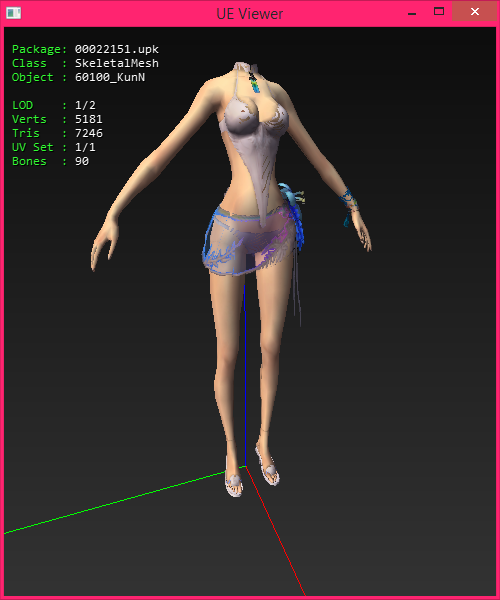 UE Viewer
Package: 00022151.upk
Class : SkeletalMesh
Object : 60100_KunN
LOD : 1/2
Verts : 5181
Tris : 7246
UV Set : 1/1
Bones : 90